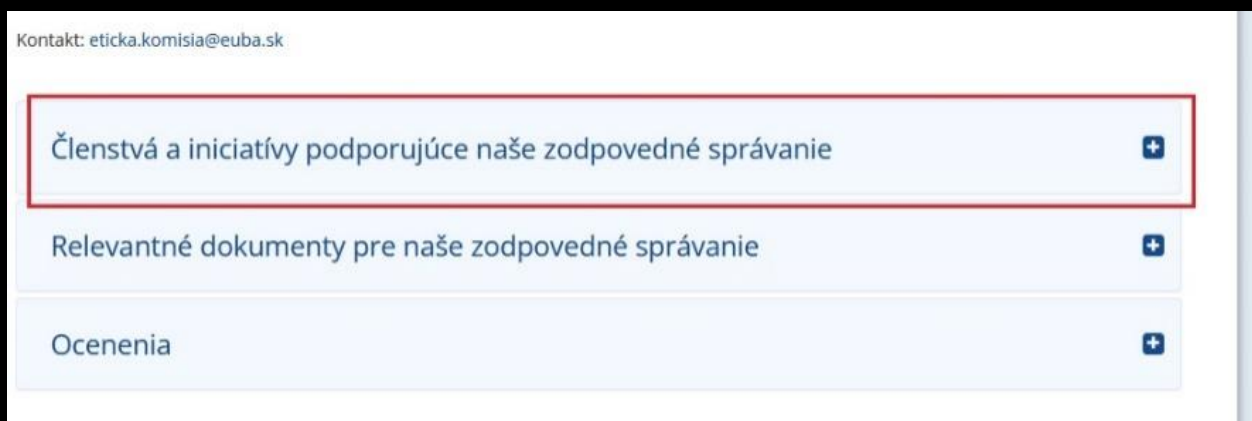 Kontakt: eticka.komisia@euba.sk
Členstvá a iniciatívy podporujúce naše zodpovedné správanie
Relevantné dokumenty pre naše zodpovedné správanie
Ocenenia